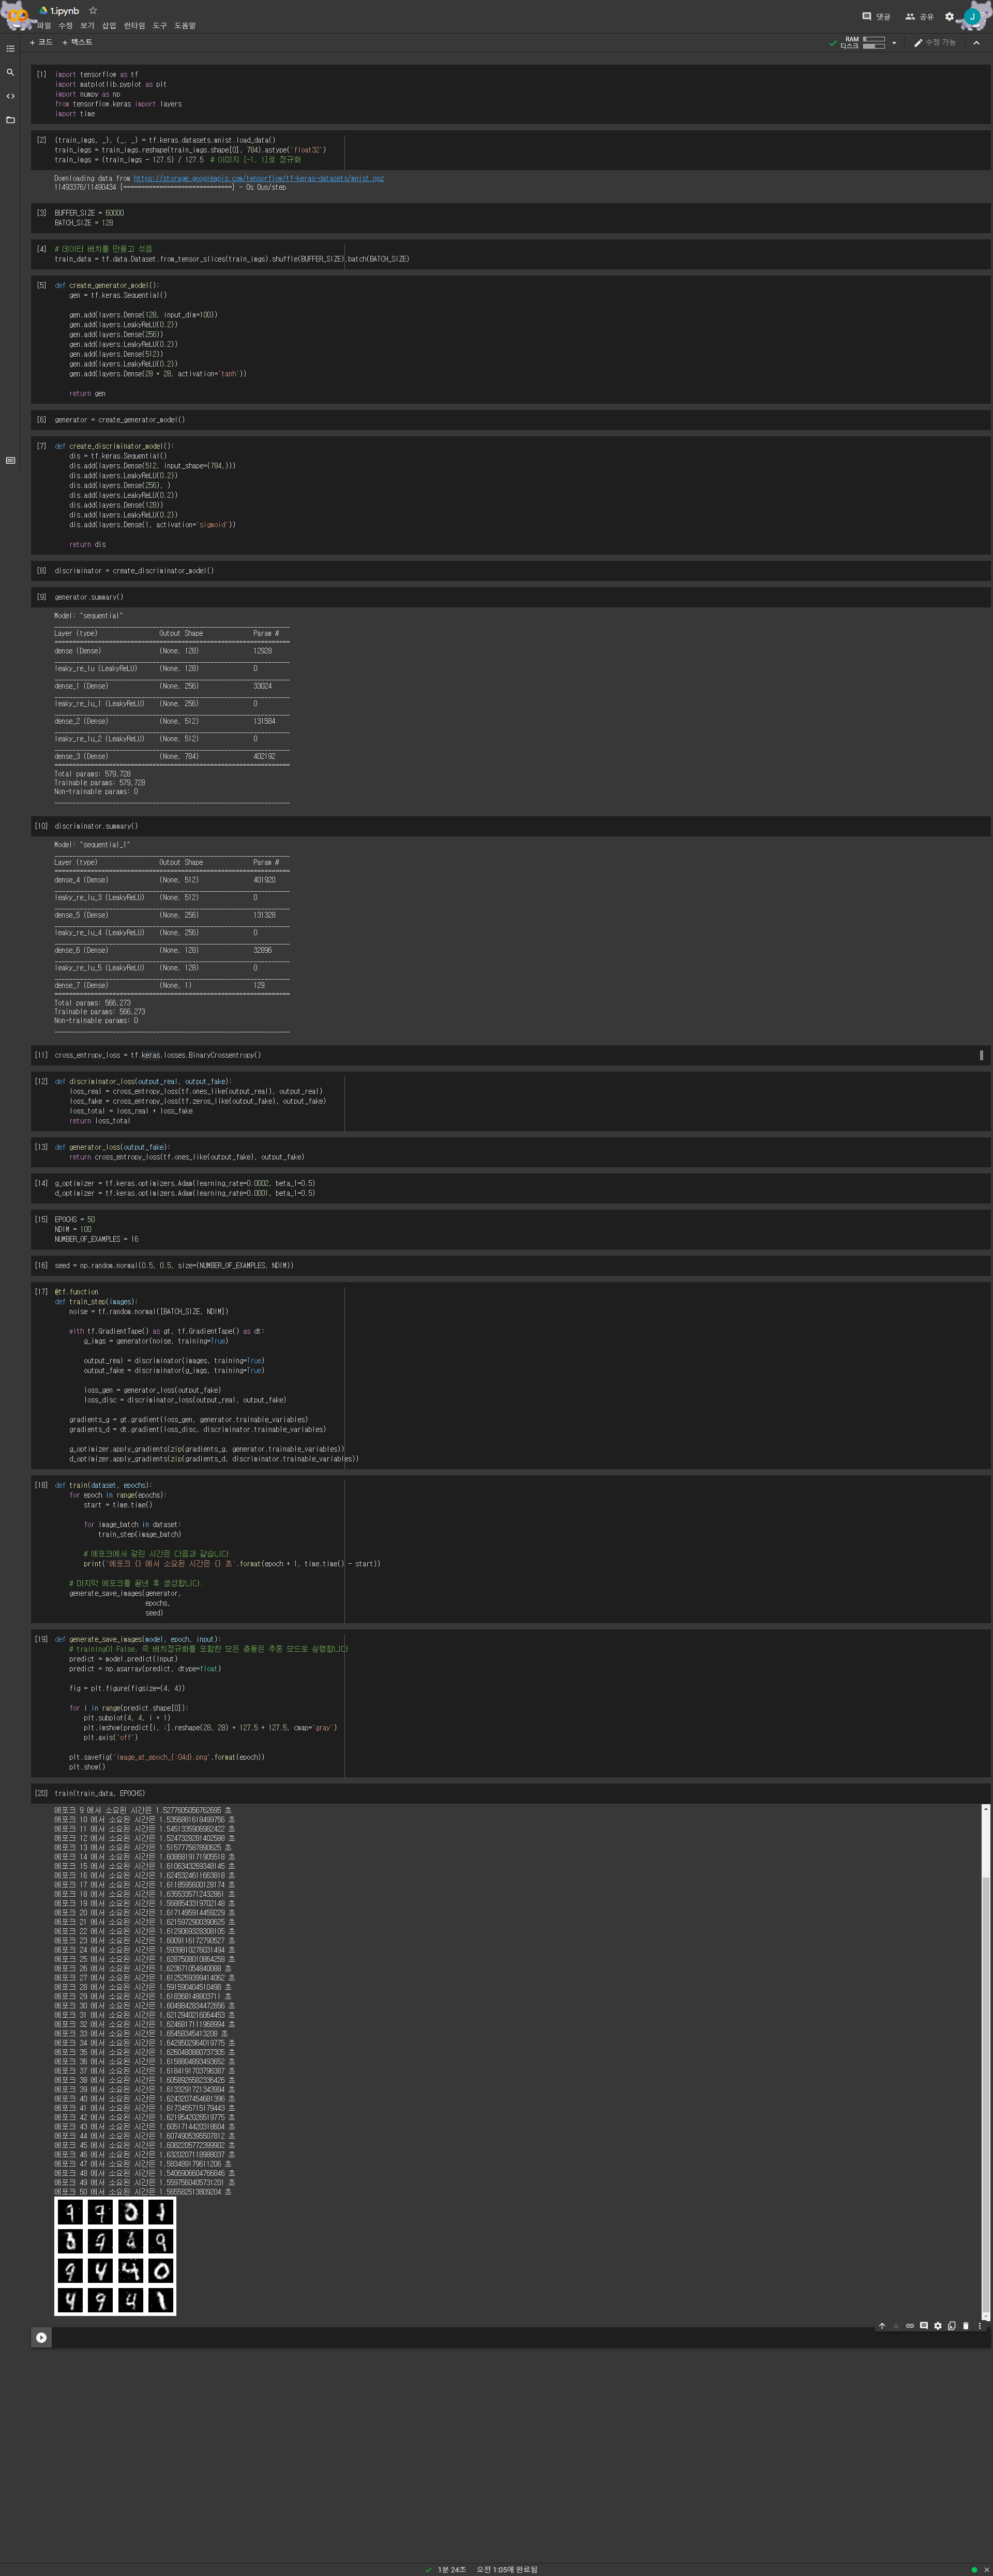 1.ipynb
파일 수정 보기 삽입 런타임 도구 도움말
댓글 공유 J
+ 코드 + 텍스트
RAM
디스크
수정 가능
[1] import tensorflow as tf
import matplotlib.pyplot as plt
import numpy as np
from tensorflow.keras import layers
import time
[2] (train_imgs, _), (_, _) = tf.keras.datasets.mnist.load_data()
train_imgs = train_imgs.reshape(train_imgs.shape[0], 784).astype('float32')
train_imgs = (train_imgs - 127.5) / 127.5 # 이미지 [-1, 1]로 정규화
Downloading data from https://storage.googleapis.com/tensorflow/tf-keras-datasets/mnist.npz
11493376/11490434 [==============================] - 0s 0us/step
[3] BUFFER_SIZE = 60000
BATCH_SIZE = 128
[4] # 데이터 배치를 만들고 섞음
train_data = tf.data.Dataset.from_tensor_slices(train_imgs).shuffle(BUFFER_SIZE).batch(BATCH_SIZE)
[5] def create_generator_model():
gen = tf.keras.Sequential()
gen.add(layers.Dense(128, input_dim=100))
gen.add(layers.LeakyReLU(0.2))
gen.add(layers.Dense(256))
gen.add(layers.LeakyReLU(0.2))
gen.add(layers.Dense(512))
gen.add(layers.LeakyReLU(0.2))
gen.add(layers.Dense(28 * 28, activation='tanh'))
return gen
[6] generator = create_generator_model()
[7] def create_discriminator_model():
dis = tf.keras.Sequential()
dis.add(layers.Dense(512, input_shape=(784,)))
dis.add(layers.LeakyReLU(0.2))
dis.add(layers.Dense(256), )
dis.add(layers.LeakyReLU(0.2))
dis.add(layers.Dense(128))
dis.add(layers.LeakyReLU(0.2))
dis.add(layers.Dense(1, activation='sigmoid'))
return dis
[8] discriminator = create_discriminator_model()
[9] generator.summary()
Model: "sequential"
Layer (type) Output Shape Param #
dense (Dense) (None, 128) 12928
leaky_re_lu (LeakyReLU) (None, 128) 0
dense_1 (Dense) (None, 256) 33024
leaky_re_lu_1 (LeakyReLU) (None, 256) 0
dense_2 (Dense) (None, 512) 131584
leaky_re_lu_2 (LeakyReLU) (None, 512) 0
dense_3 (Dense) (None, 784) 402192
Total params: 579,728
Trainable params: 579,728
Non-trainable params: 0
[10] discriminator.summary()
Model: "sequential_1"
Layer (type) Output Shape Param #
dense_4 (Dense) (None, 512) 401920
leaky_re_lu_3 (LeakyReLU) (None, 512) 0
dense_5 (Dense) (None, 256) 131328
leaky_re_lu_4 (LeakyReLU) (None, 256) 0
dense_6 (Dense) (None, 128) 32896
leaky_re_lu_5 (LeakyReLU) (None, 128) 0
dense_7 (Dense) (None, 1) 129
Total params: 566,273
Trainable params: 566,273
Non-trainable params: 0
[11] cross_entropy_loss = tf.keras.losses.BinaryCrossentropy()
[12] def discriminator_loss(output_real, output_fake):
loss_real = cross_entropy_loss(tf.ones_like(output_real), output_real)
loss_fake = cross_entropy_loss(tf.zeros_like(output_fake), output_fake)
loss_total = loss_real + loss_fake
return loss_total
[13] def generator_loss(output_fake):
return cross_entropy_loss(tf.ones_like(output_fake), output_fake)
[14] g_optimizer = tf.keras.optimizers.Adam(learning_rate=0.0002, beta_1=0.5)
d_optimizer = tf.keras.optimizers.Adam(learning_rate=0.0001, beta_1=0.5)
[15] EPOCHS = 50
NDIM = 100
NUMBER_OF_EXAMPLES = 16
[16] seed = np.random.normal(0.5, 0.5, size=(NUMBER_OF_EXAMPLES, NDIM))
[17] @tf.function
def train_step(images):
noise = tf.random.normal([BATCH_SIZE, NDIM])
with tf.GradientTape() as gt, tf.GradientTape() as dt:
g_imgs = generator(noise, training=True)
output_real = discriminator(images, training=True)
output_fake = discriminator(g_imgs, training=True)
loss_gen = generator_loss(output_fake)
loss_disc = discriminator_loss(output_real, output_fake)
gradients_g = gt.gradient(loss_gen, generator.trainable_variables)
gradients_d = dt.gradient(loss_disc, discriminator.trainable_variables)
g_optimizer.apply_gradients(zip(gradients_g, generator.trainable_variables))
d_optimizer.apply_gradients(zip(gradients_d, discriminator.trainable_variables))
[18] def train(dataset, epochs):
for epoch in range(epochs):
start = time.time()
for image_batch in dataset:
train_step(image_batch)
# 에포크에서 걸린 시간은 다음과 같습니다
print('에포크 {} 에서 소요된 시간은 {} 초'.format(epoch + 1, time.time() - start))
# 마지막 에포크를 끝낸 후 생성합니다.
generate_save_images(generator,
epochs,
seed)
[19] def generate_save_images(model, epoch, input):
# training이 False, 즉 배치정규화를 포함한 모든 층들은 추론 모드로 실행합니다
predict = model.predict(input)
predict = np.asarray(predict, dtype=float)
fig = plt.figure(figsize=(4, 4))
for i in range(predict.shape[0]):
plt.subplot(4, 4, i + 1)
plt.imshow(predict[i, :].reshape(28, 28) * 127.5 + 127.5, cmap='gray')
plt.axis('off')
plt.savefig('image_at_epoch_{:04d}.png'.format(epoch))
plt.show()
[20] train(train_data, EPOCHS)
에포크 9 에서 소요된 시간은 1.5277605056762695 초
에포크 10 에서 소요된 시간은 1.5356881618499756 초
에포크 11 에서 소요된 시간은 1.5451335906982422 초
에포크 12 에서 소요된 시간은 1.5247328281402588 초
에포크 13 에서 소요된 시간은 1.515777587890625 초
에포크 14 에서 소요된 시간은 1.6086819171905518 초
에포크 15 에서 소요된 시간은 1.6106343269348145 초
에포크 16 에서 소요된 시간은 1.6245324611663818 초
에포크 17 에서 소요된 시간은 1.6118595600128174 초
에포크 18 에서 소요된 시간은 1.6355335712432861 초
에포크 19 에서 소요된 시간은 1.5688543319702148 초
에포크 20 에서 소요된 시간은 1.6171495914459229 초
에포크 21 에서 소요된 시간은 1.6215972900390625 초
에포크 22 에서 소요된 시간은 1.6129069328308105 초
에포크 23 에서 소요된 시간은 1.6009116172790527 초
에포크 24 에서 소요된 시간은 1.5939810276031494 초
에포크 25 에서 소요된 시간은 1.6287508010864258 초
에포크 26 에서 소요된 시간은 1.623671054840088 초
에포크 27 에서 소요된 시간은 1.6125259399414062 초
에포크 28 에서 소요된 시간은 1.591590404510498 초
에포크 29 에서 소요된 시간은 1.618368148803711 초
에포크 30 에서 소요된 시간은 1.6049842834472656 초
에포크 31 에서 소요된 시간은 1.6212940216064453 초
에포크 32 에서 소요된 시간은 1.6246817111968994 초
에포크 33 에서 소요된 시간은 1.65458345413208 초
에포크 34 에서 소요된 시간은 1.6429502964019775 초
에포크 35 에서 소요된 시간은 1.6260480880737305 초
에포크 36 에서 소요된 시간은 1.6158804893493652 초
에포크 37 에서 소요된 시간은 1.6184191703796387 초
에포크 38 에서 소요된 시간은 1.6058926582336426 초
에포크 39 에서 소요된 시간은 1.6133291721343994 초
에포크 40 에서 소요된 시간은 1.6243207454681396 초
에포크 41 에서 소요된 시간은 1.6173455715179443 초
에포크 42 에서 소요된 시간은 1.6219542026519775 초
에포크 43 에서 소요된 시간은 1.6051714420318604 초
에포크 44 에서 소요된 시간은 1.6074905395507812 초
에포크 45 에서 소요된 시간은 1.6082205772399902 초
에포크 46 에서 소요된 시간은 1.6320207118988037 초
에포크 47 에서 소요된 시간은 1.583489179611206 초
에포크 48 에서 소요된 시간은 1.5406906604766846 초
에포크 49 에서 소요된 시간은 1.5597560405731201 초
에포크 50 에서 소요된 시간은 1.565582513809204 초
1분 24초 오전 1:05에 완료됨